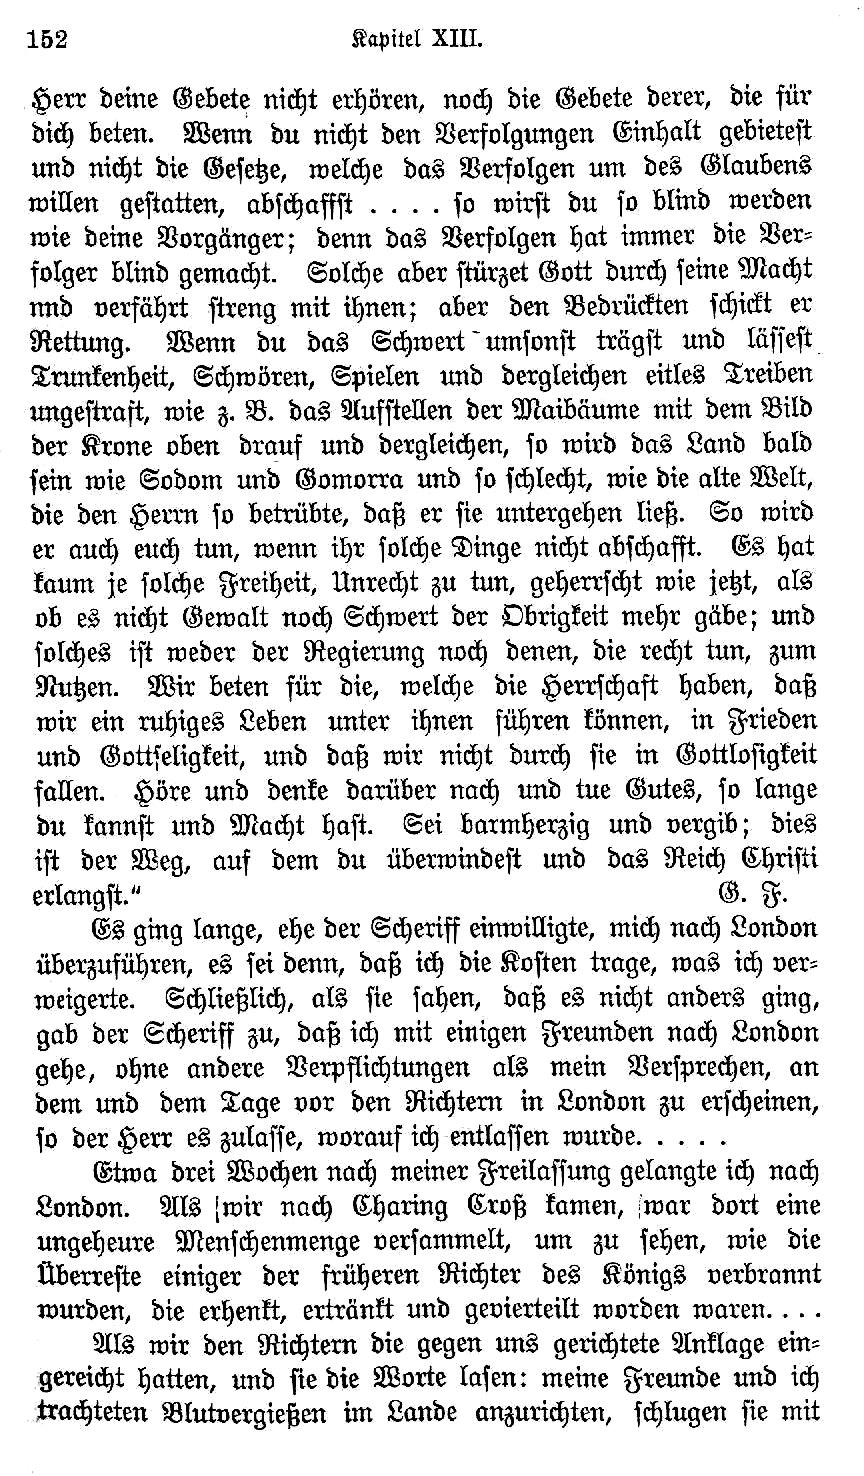 152 Kapitel XIII.
Herr deine Gebete nicht erhören, noch die Gebete derer, die für
dich beten. Wenn du nicht den Verfolgungen Einhalt gebietest
und nicht die Gesetze, welche das Verfolgen um des Glaubens
willen gestatten, abschaffst . . . . so wirst du so blind werden
wie deine Vorgänger; denn das Verfolgen hat immer die Ver-
folger blind gemacht. Solche aber stürzet Gott durch seine Macht
nnd verfährt streng mit ihnen; aber den Bedrückten schickt er
Rettung. Wenn du das Schwert umsonst trägst und lässest
Trunkenheit, Schwören, Spielen und dergleichen eitles Treiben
ungestraft, wie z. B. das Aufstellen der Maibäume mit dem Bild
der Krone oben drauf und dergleichen, so wird das Land bald
sein wie Sodom und Gomorra und so schlecht, wie die alte Welt,
die den Herrn so betrübte, daß er sie untergehen ließ. So wird
er auch euch tun, wenn ihr solche Dinge nicht abschafft. Es hat
kaum je solche Freiheit, Unrecht zu tun, geherrscht wie jetzt, als
ob es nicht Gewalt noch Schwert der Obrigkeit mehr gäbe; und
solches ist weder der Regierung noch denen, die recht tun, zum
Nutzen. Wir beten für die, welche die Herrschaft haben, daß
wir ein ruhiges Leben unter ihnen führen können, in Frieden
und Gottseligkeit, und daß wir nicht durch sie in Gottlosigkeit
fallen. Höre und denke darüber nach und tue Gutes, so lange
du kannst und Macht hast. Sei barmherzig und vergib; dies
ist der Weg, auf dem du überwindest und das Reich Christi
erlangst.“ G. F.
Es ging lange, ehe der Scheriff einwilligte, mich nach London
überzuführen, es sei denn, daß ich die Kosten trage, was ich ver-
weigerte. Schließlich, als sie sahen, daß es nicht anders ging,
gab der Scheriff zu, daß ich mit einigen Freunden nach London
gehe, ohne andere Verpflichtungen als mein Versprechen, an
dem und dem Tage vor den Richtern in London zu erscheinen,
so der Herr es zulasse, worauf ich entlassen wurde. . . . .
Etwa drei Wochen nach meiner Freilassung gelangte ich nach
London. Als wir nach Charing Croß kamen, war dort eine
ungeheure Menschenmenge versammelt, um zu sehen, wie die
Überreste einiger der früheren Richter des Königs verbrannt
wurden, die erhenkt, ertränkt und gevierteilt worden waren. . . .
Als wir den Richtern die gegen uns gerichtete Anklage ein-
gereicht hatten, und sie die Worte lasen: meine Freunde und ich
trachteten Blutvergießen im Lande anzurichten, schlugen sie mit